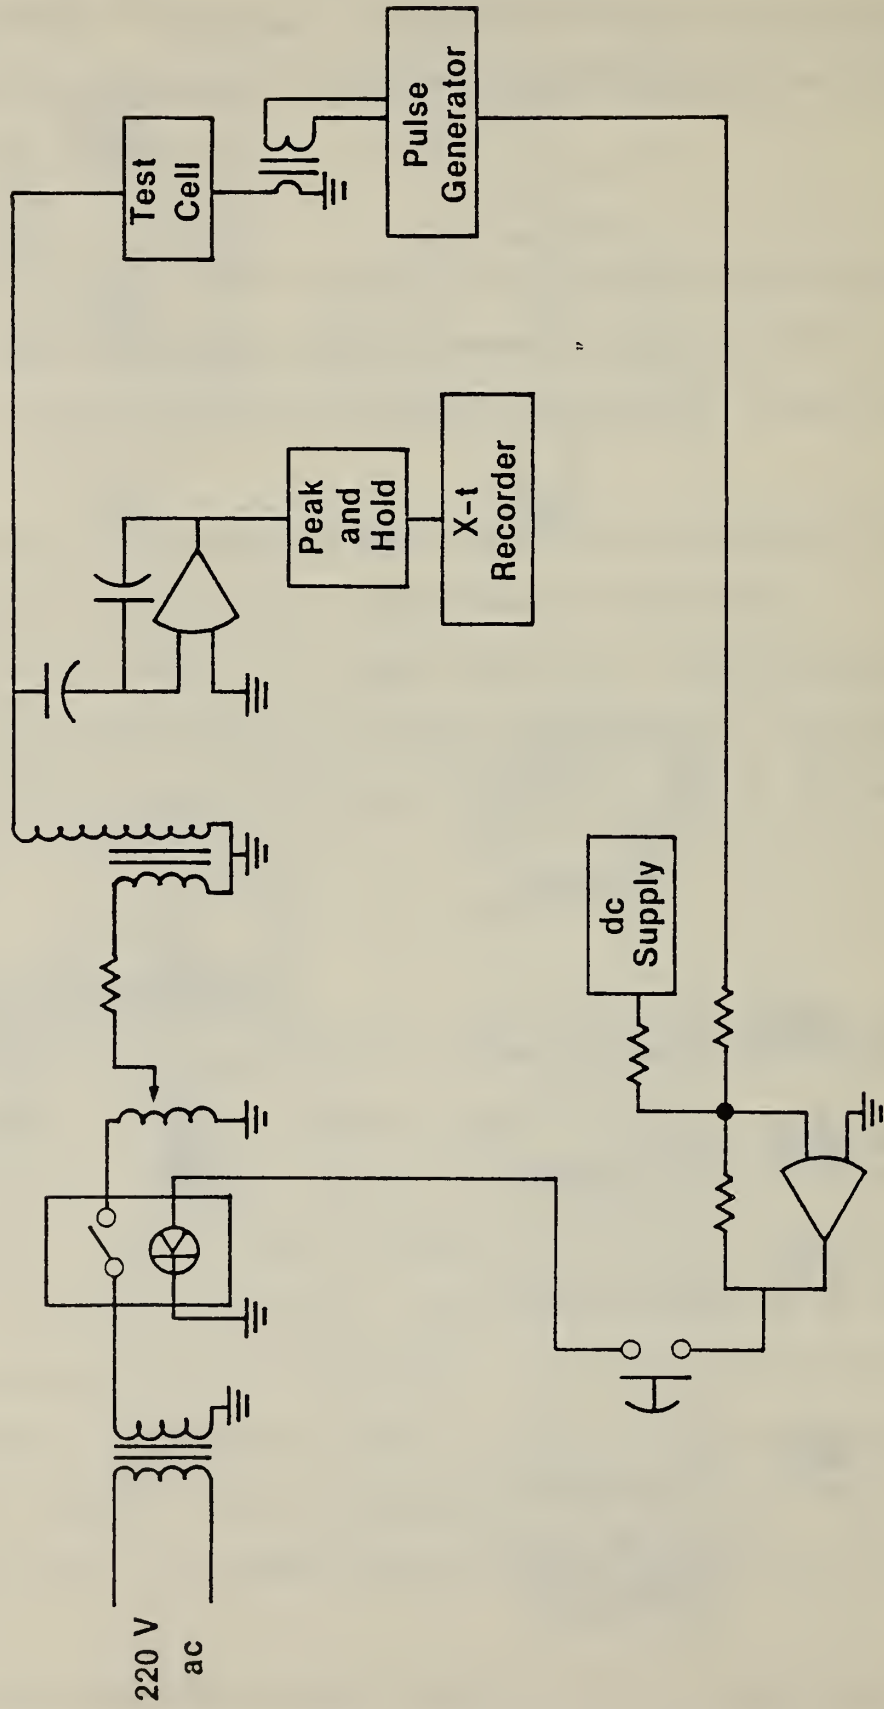 220 V
ac
Test
Cell
Pulse
Generator
Peak
and
Hold
X-t
Recorder
dc
Supply